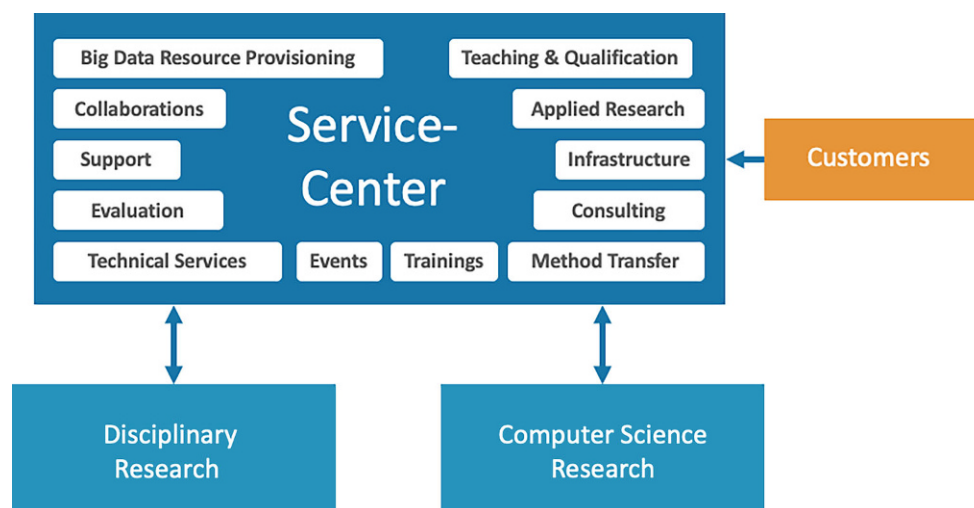 Big Data Resource Provisioning
Teaching & Qualification
Collaborations
Applied Research
Service-
Center
Support
Infrastructure
Customers
Evaluation
Consulting
Technical Services
Events
Trainings
Method Transfer
Disciplinary
Research
Computer Science
Research